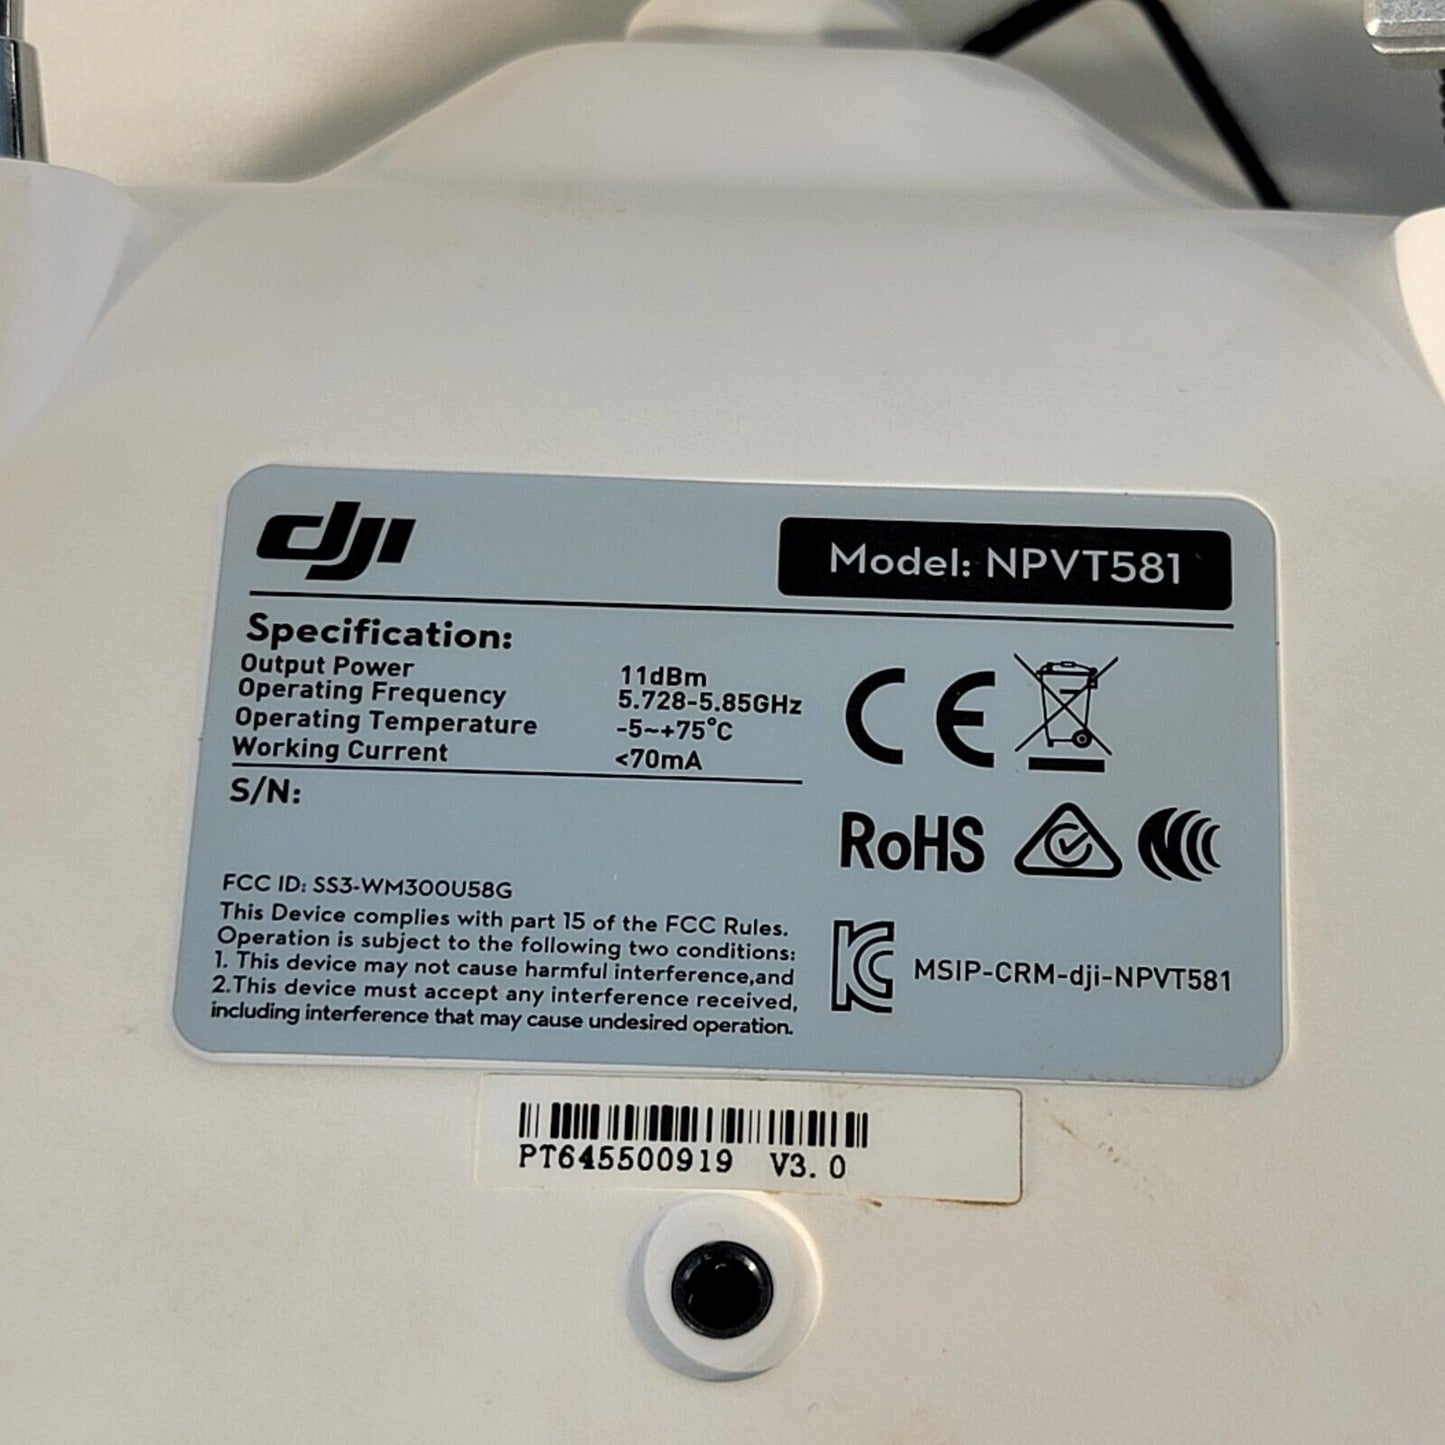 dji
Model: NPVT581
Specification:
Output Power 11dBm
Operating Frequency 5.728-5.85GHz
Operating Temperature -5~+75°C
Working Current <70mA
S/N:
CE
RoHS
FCC ID: SS3-WM300U58G
This Device complies with part 15 of the FCC Rules.
Operation is subject to the following two conditions:
1. This device may not cause harmful interference,and
2.This device must accept any interference received,
including interference that may cause undesired operation.
MSIP-CRM-dji-NPVT581
PT645500919 V3.0